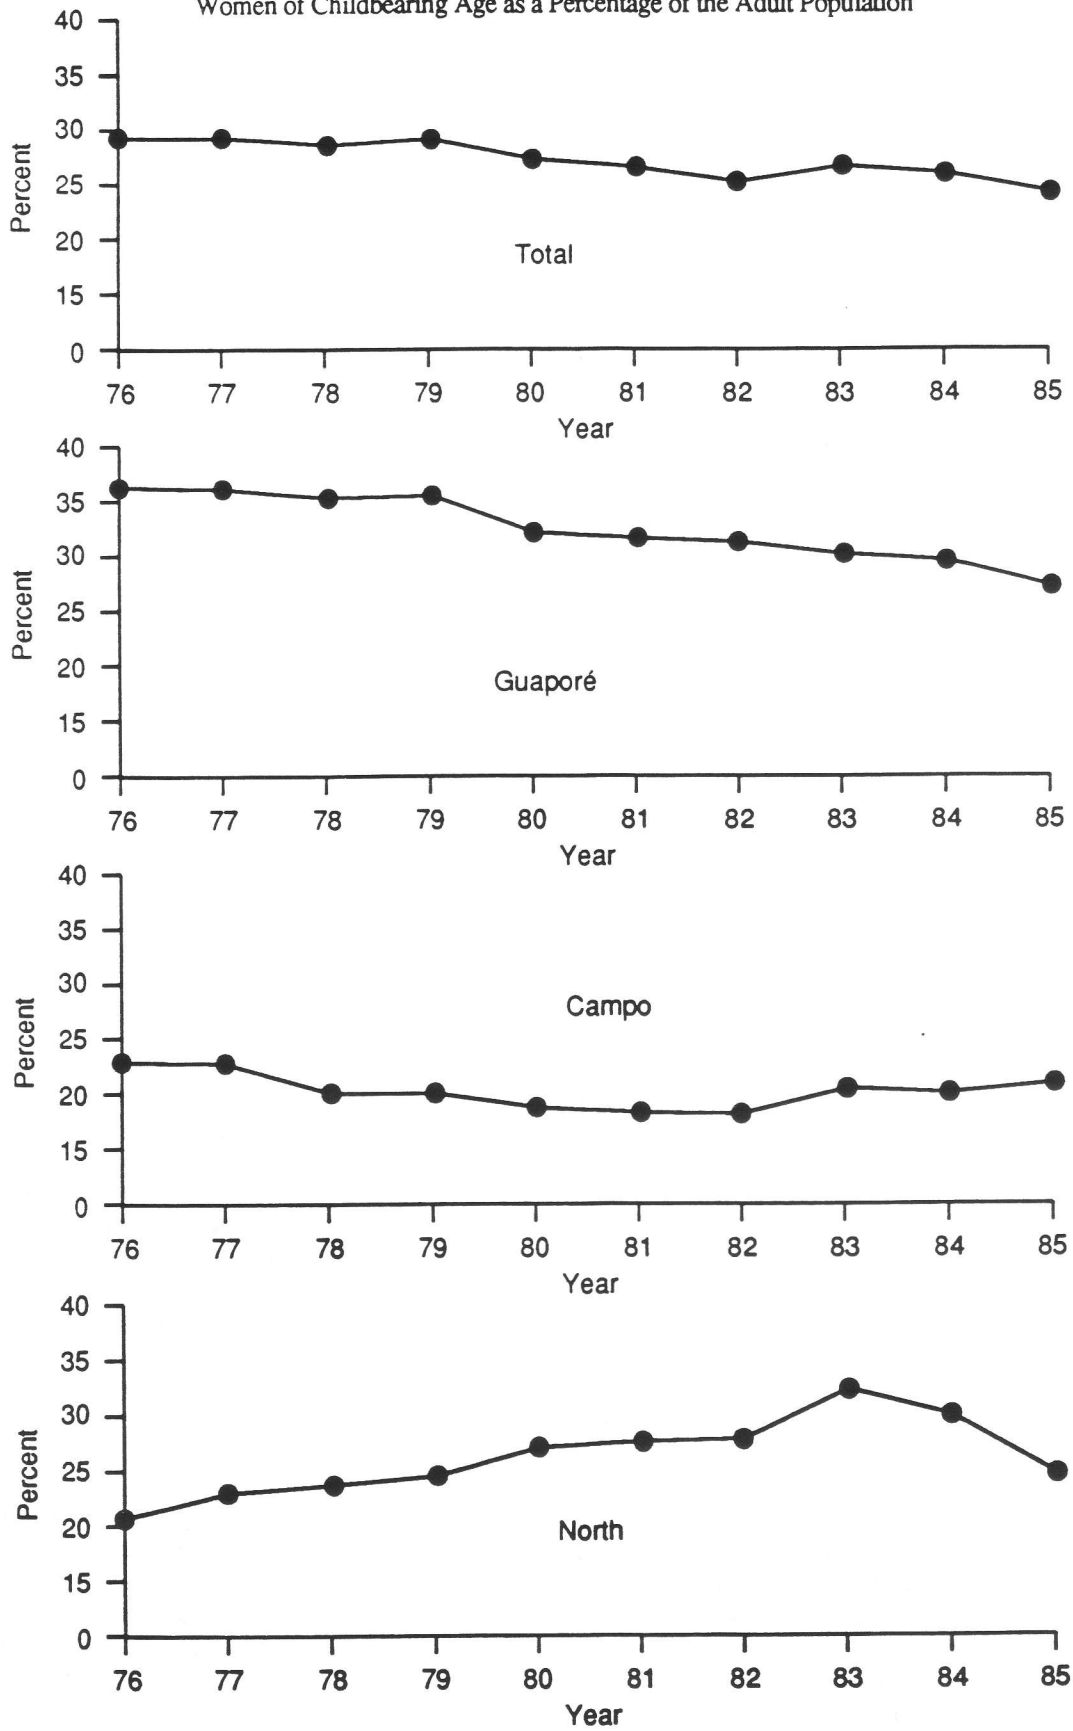 Women of Childbearing Age as a Percentage of the Adult Population
40
35
30
25
20
15
0
Percent
Total
76 77 78 79 80 81 82 83 84 85
Year
40
35
30
25
20
15
0
Percent
Guaporé
76 77 78 79 80 81 82 83 84 85
Year
40
35
30
25
20
15
0
Percent
Campo
76 77 78 79 80 81 82 83 84 85
Year
40
35
30
25
20
15
0
Percent
North
76 77 78 79 80 81 82 83 84 85
Year